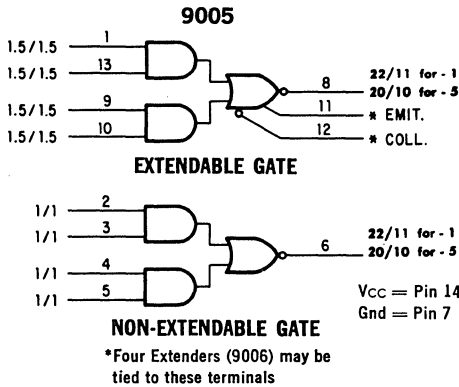 9005
1.5/1.5 1
1.5/1.5 13
1.5/1.5 9
1.5/1.5 10
8 22/11 for - 1
20/10 for - 5
11 * EMIT.
12 * COLL.
EXTENDABLE GATE
1/1 2
1/1 3
1/1 4
1/1 5
6 22/11 for - 1
20/10 for - 5
VCC = Pin 14
Gnd = Pin 7
NON-EXTENDABLE GATE
*Four Extenders (9006) may be
tied to these terminals